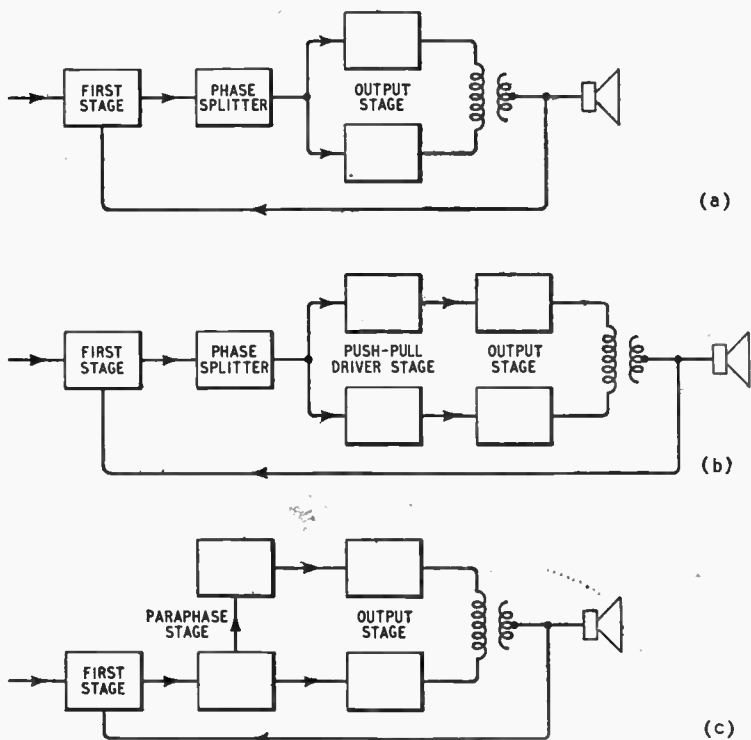 FIRST
STAGE
PHASE
SPLITTER
OUTPUT
STAGE
(a)
FIRST
STAGE
PHASE
SPLITTER
PUSH-PULL
DRIVER STAGE
OUTPUT
STAGE
(b)
PARAPHASE
STAGE
OUTPUT
STAGE
FIRST
STAGE
(c)